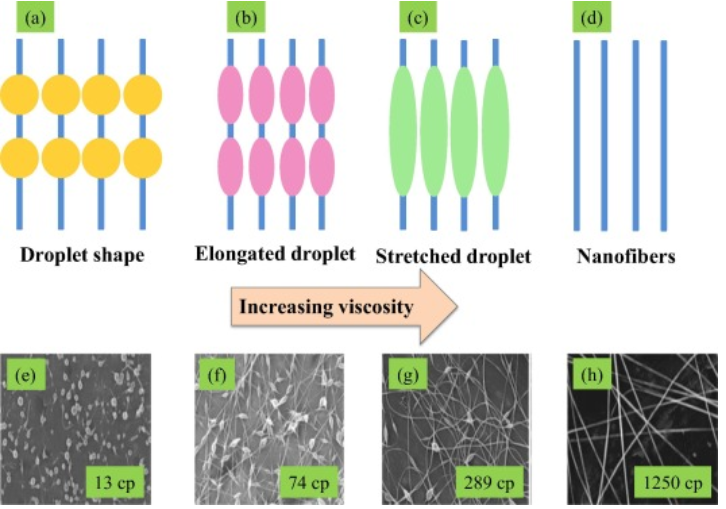 (a)
(b)
(c)
(d)
Droplet shape
Elongated droplet
Stretched droplet
Nanofibers
Increasing viscosity
(e)
(f)
(g)
(h)
13 cp
74 cp
289 cp
1250 cp